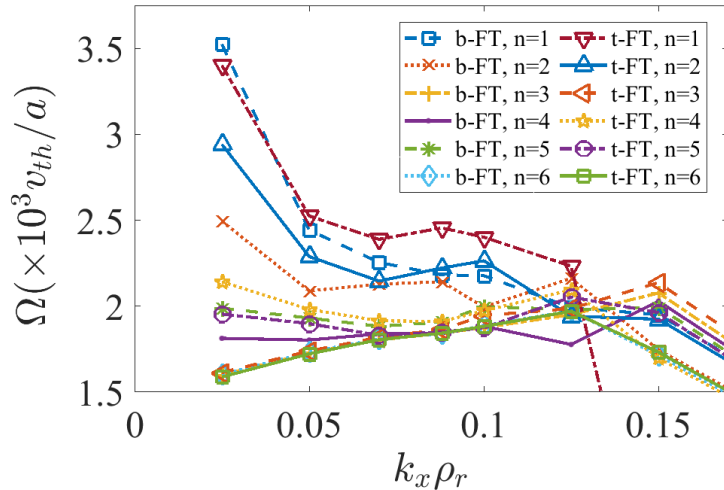 3.5
3
2.5
2
1.5
Ω(×10³v_th/a)
b-FT, n=1
b-FT, n=2
b-FT, n=3
b-FT, n=4
b-FT, n=5
b-FT, n=6
t-FT, n=1
t-FT, n=2
t-FT, n=3
t-FT, n=4
t-FT, n=5
t-FT, n=6
0 0.05 0.1 0.15
k_xρ_r